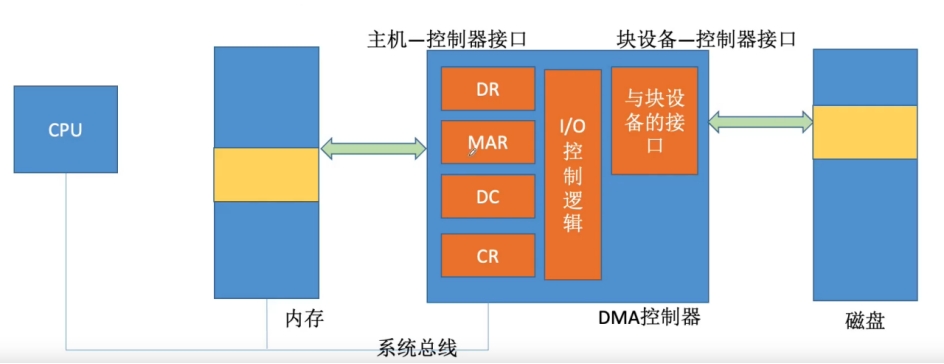 主机—控制器接口
块设备—控制器接口
CPU
DR
MAR
DC
CR
I/O
控
制
逻
辑
与块设
备的接
口
内存
DMA控制器
磁盘
系统总线